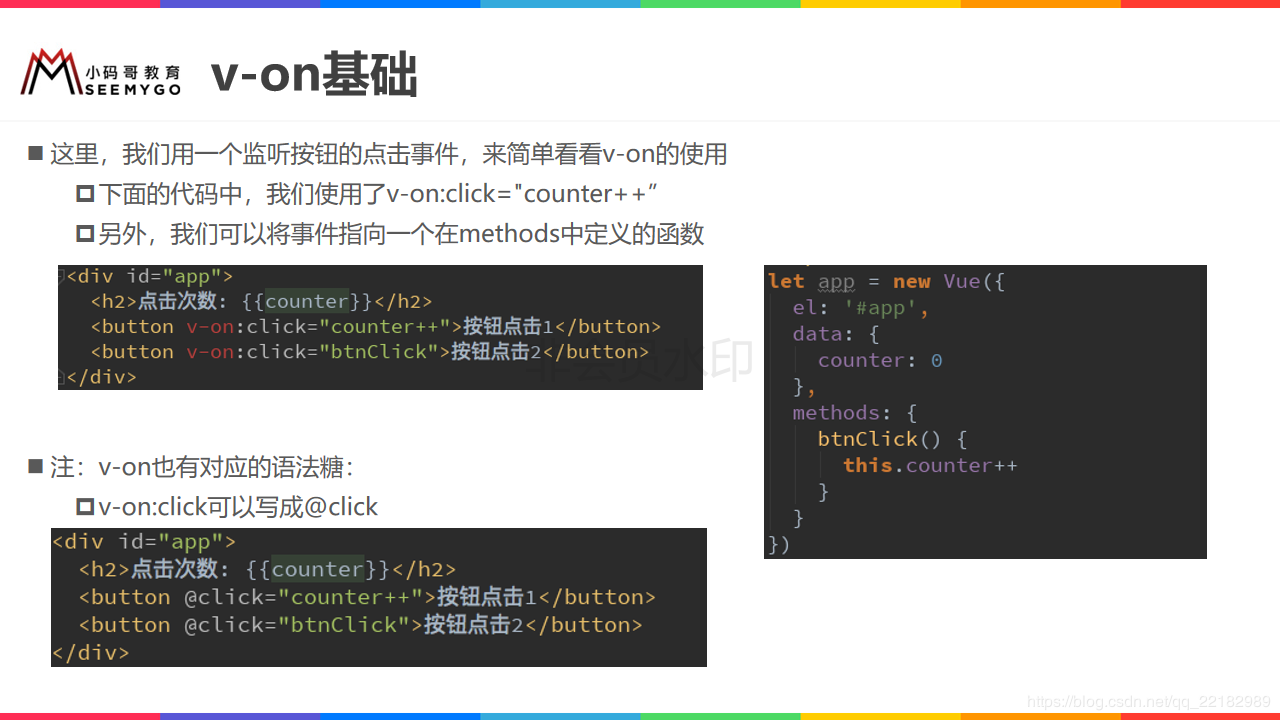 小码哥教育
SEEMYGO
v-on基础
这里，我们用一个监听按钮的点击事件，来简单看看v-on的使用
下面的代码中，我们使用了v-on:click="counter++”
另外，我们可以将事件指向一个在methods中定义的函数
<div id="app">
<h2>点击次数: {{counter}}</h2>
<button v-on:click="counter++">按钮点击1</button>
<button v-on:click="btnClick">按钮点击2</button>
</div>
非会员水印
let app = new Vue({
el: '#app',
data: {
counter: 0
},
methods: {
btnClick() {
this.counter++
}
}
})
注：v-on也有对应的语法糖：
v-on:click可以写成@click
<div id="app">
<h2>点击次数: {{counter}}</h2>
<button @click="counter++">按钮点击1</button>
<button @click="btnClick">按钮点击2</button>
</div>
https://blog.csdn.net/qq_22182989